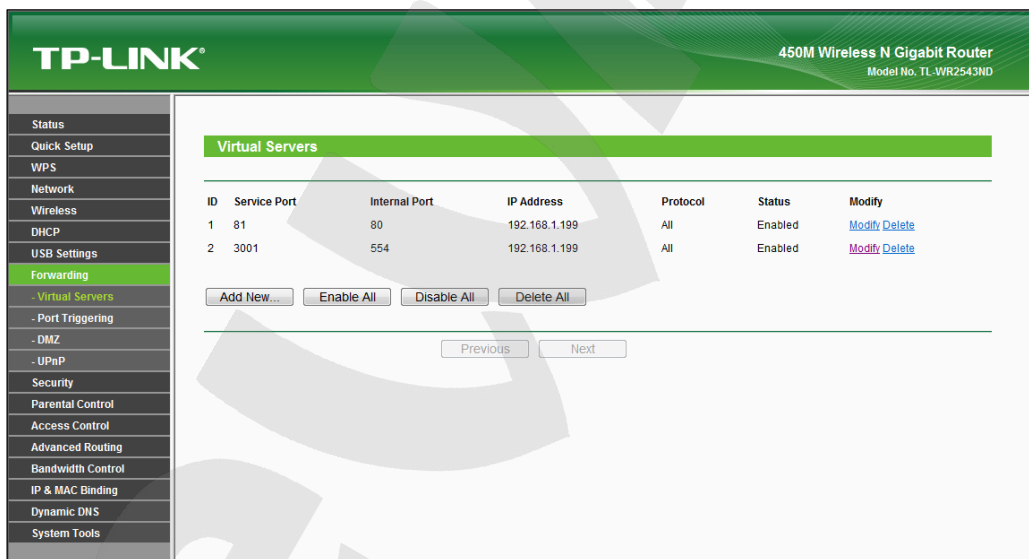 TP-LINK®
450M Wireless N Gigabit Router
Model No. TL-WR2543ND
Status
Quick Setup
WPS
Network
Wireless
DHCP
USB Settings
Forwarding
- Virtual Servers
- Port Triggering
- DMZ
- UPnP
Security
Parental Control
Access Control
Advanced Routing
Bandwidth Control
IP & MAC Binding
Dynamic DNS
System Tools
Virtual Servers
ID Service Port Internal Port IP Address Protocol Status Modify
1 81 80 192.168.1.199 All Enabled Modify Delete
2 3001 554 192.168.1.199 All Enabled Modify Delete
Add New... Enable All Disable All Delete All
Previous Next